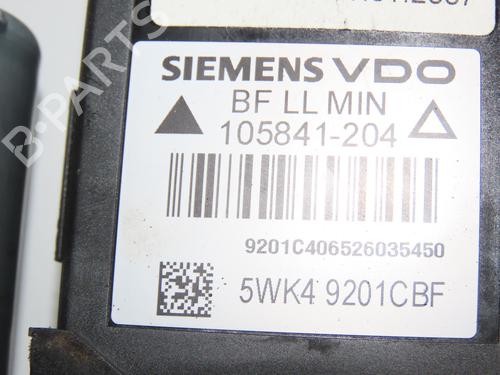 SIEMENS VDO
BF LL MIN
105841-204
9201C406526035450
5WK4 9201CBF
B-PARTS